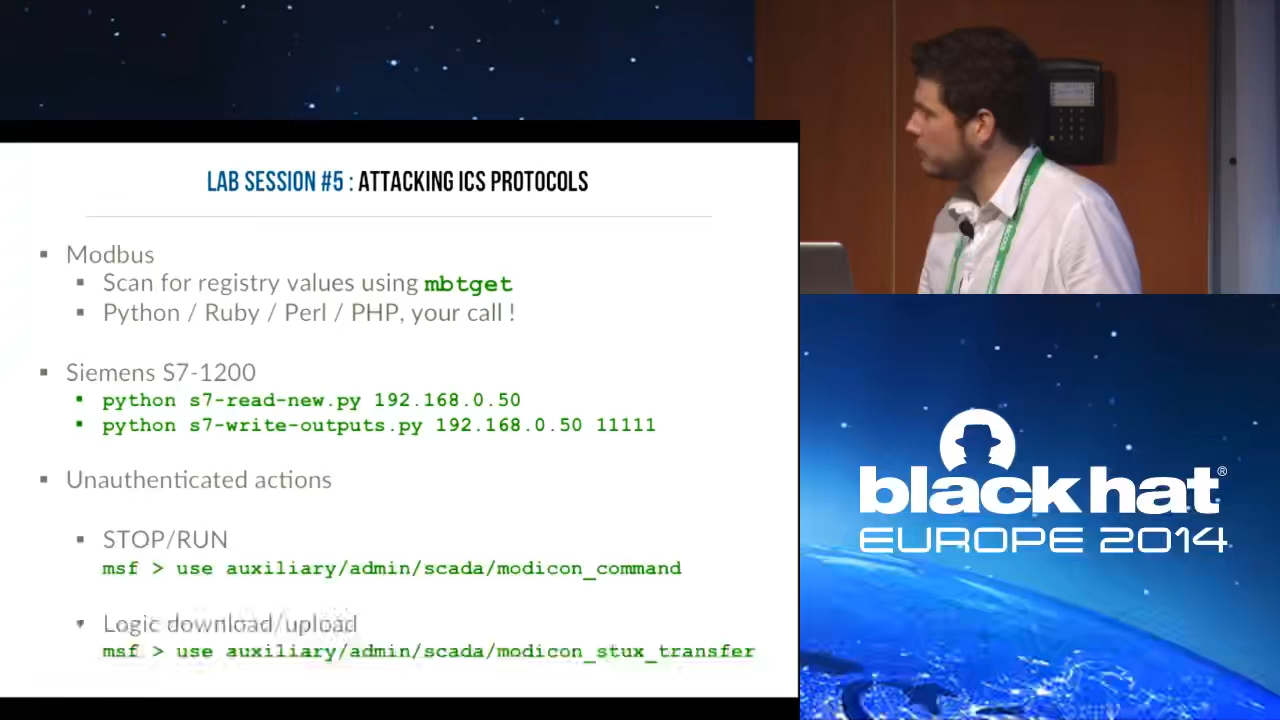 LAB SESSION #5 : ATTACKING ICS PROTOCOLS
Modbus
Scan for registry values using mbtget
Python / Ruby / Perl / PHP, your call !
Siemens S7-1200
python s7-read-new.py 192.168.0.50
python s7-write-outputs.py 192.168.0.50 11111
Unauthenticated actions
STOP/RUN
msf > use auxiliary/admin/scada/modicon_command
Logic download/upload
msf > use auxiliary/admin/scada/modicon_stux_transfer
black hat®
EUROPE 2014